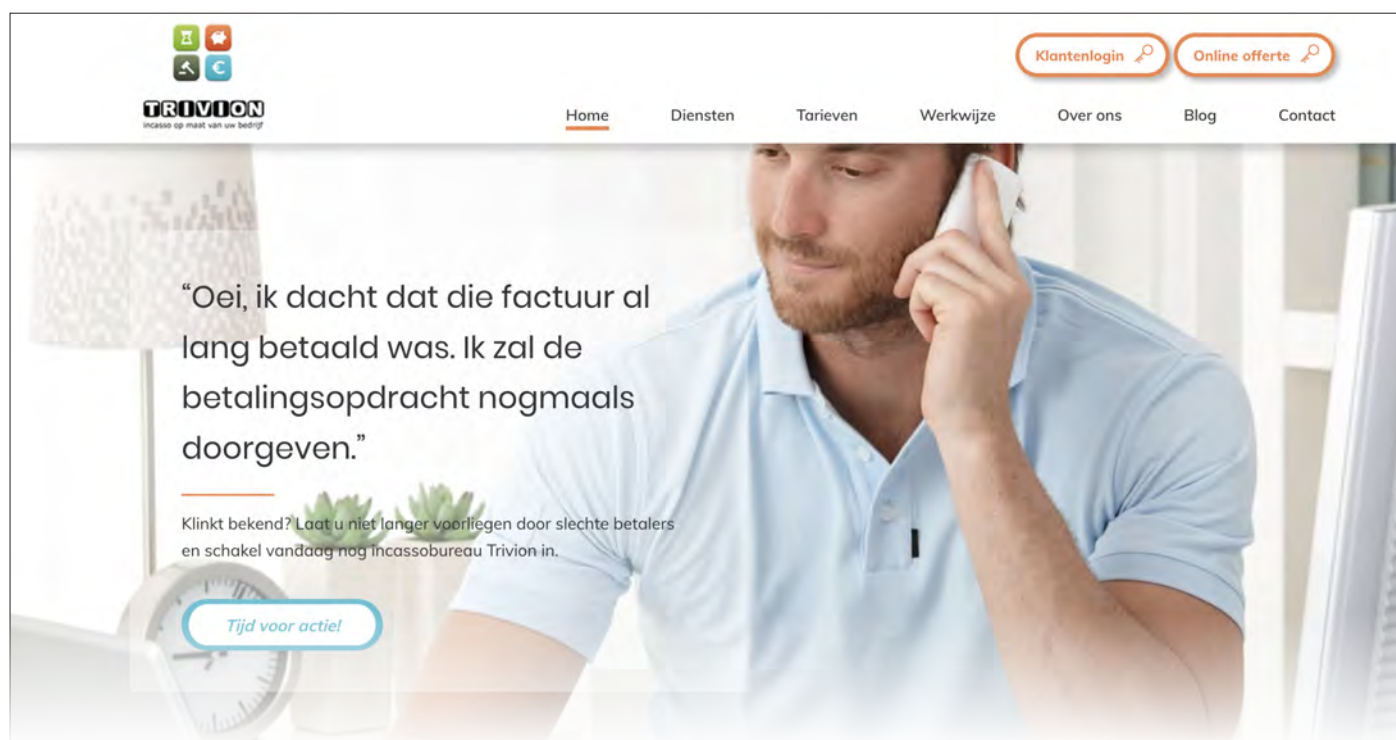 TRIVION
incasso op maat van uw bedrijf
Klantenlogin
Online offerte
Home
Diensten
Tarieven
Werkwijze
Over ons
Blog
Contact
“Oei, ik dacht dat die factuur al
lang betaald was. Ik zal de
betalingsopdracht nogmaals
doorgeven.”
Klinkt bekend? Laat u niet langer voorliegen door slechte betalers
en schakel vandaag nog incassobureau Trivion in.
Tijd voor actie!